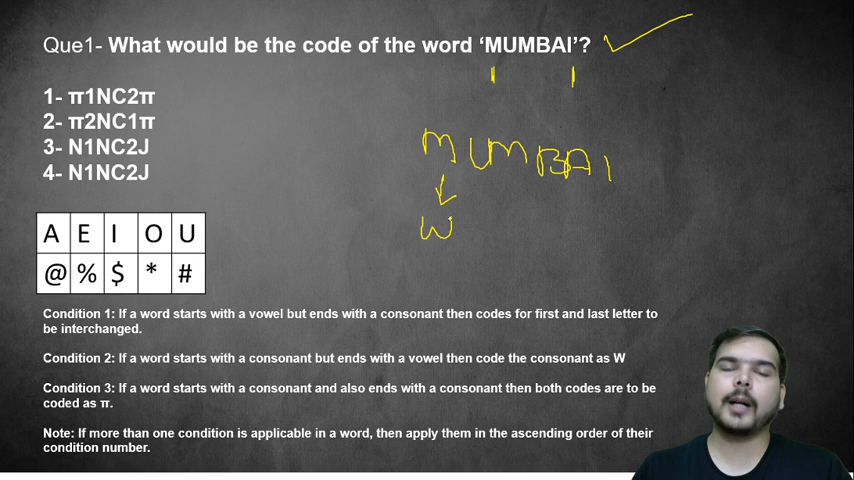 Que1- What would be the code of the word ‘MUMBAI’?
1- π1NC2π
2- π2NC1π
3- N1NC2J
4- N1NC2J
MUMBAI
W
A E I O U
@ % $ * #
Condition 1: If a word starts with a vowel but ends with a consonant then codes for first and last letter to
be interchanged.
Condition 2: If a word starts with a consonant but ends with a vowel then code the consonant as W
Condition 3: If a word starts with a consonant and also ends with a consonant then both codes are to be
coded as π.
Note: If more than one condition is applicable in a word, then apply them in the ascending order of their
condition number.